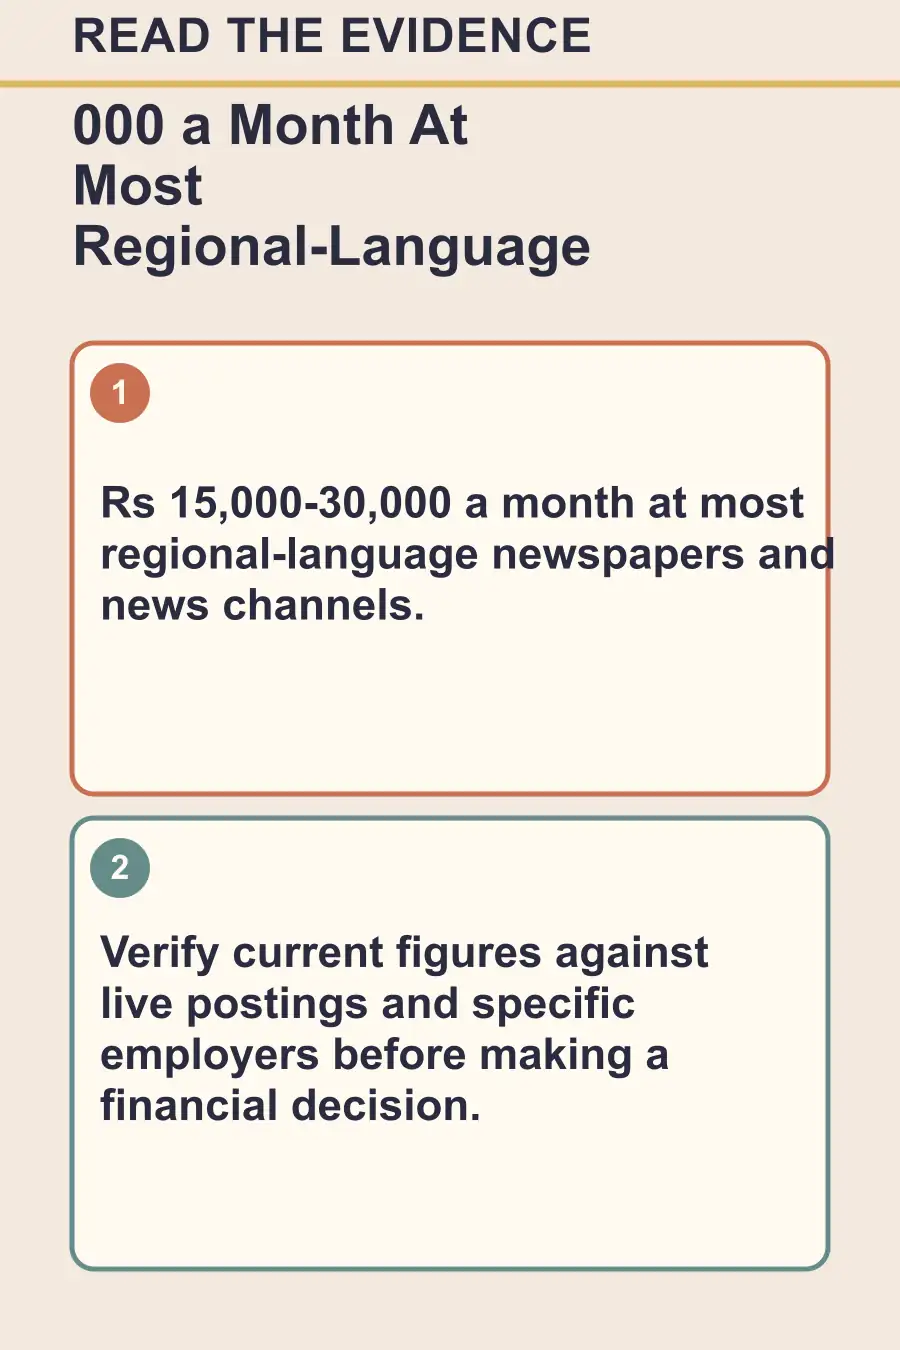 READ THE EVIDENCE
000 a Month At
Most
Regional-Language
1
Rs 15,000-30,000 a month at most
regional-language newspapers and
news channels.
2
Verify current figures against
live postings and specific
employers before making a
financial decision.